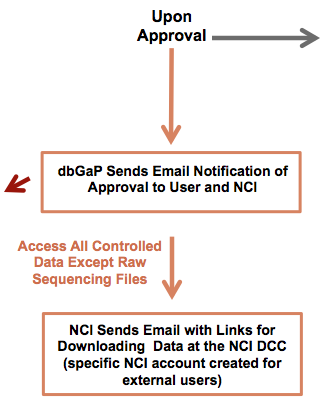 Upon
Approval
dbGaP Sends Email Notification of
Approval to User and NCI
Access All Controlled
Data Except Raw
Sequencing Files
NCI Sends Email with Links for
Downloading Data at the NCI DCC
(specific NCI account created for
external users)